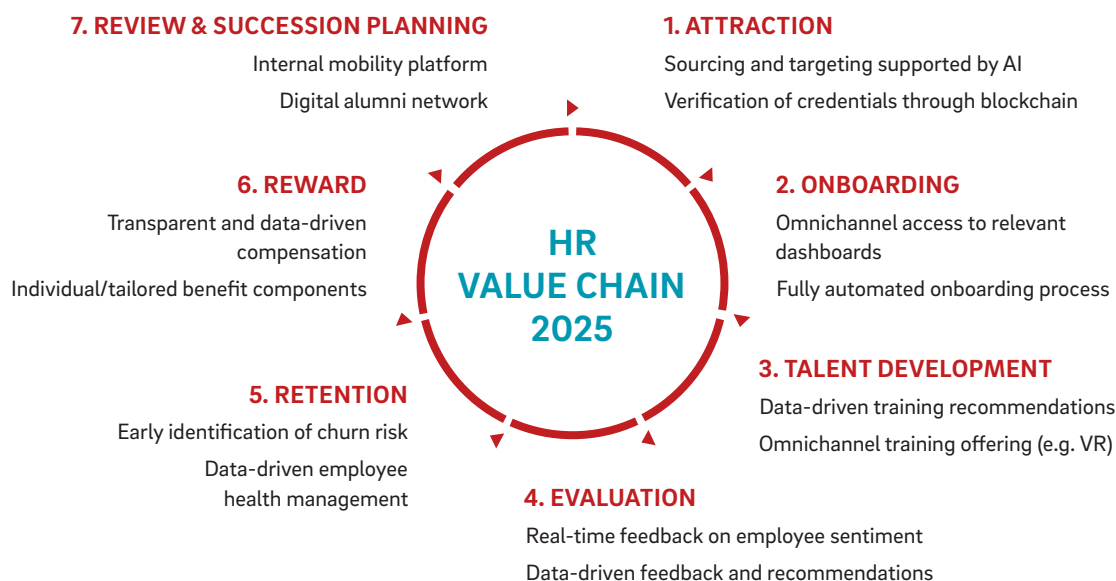 7. REVIEW & SUCCESSION PLANNING
Internal mobility platform
Digital alumni network
1. ATTRACTION
Sourcing and targeting supported by AI
Verification of credentials through blockchain
6. REWARD
Transparent and data-driven
compensation
Individual/tailored benefit components
HR
VALUE CHAIN
2025
2. ONBOARDING
Omnichannel access to relevant
dashboards
Fully automated onboarding process
5. RETENTION
Early identification of churn risk
Data-driven employee
health management
3. TALENT DEVELOPMENT
Data-driven training recommendations
Omnichannel training offering (e.g. VR)
4. EVALUATION
Real-time feedback on employee sentiment
Data-driven feedback and recommendations